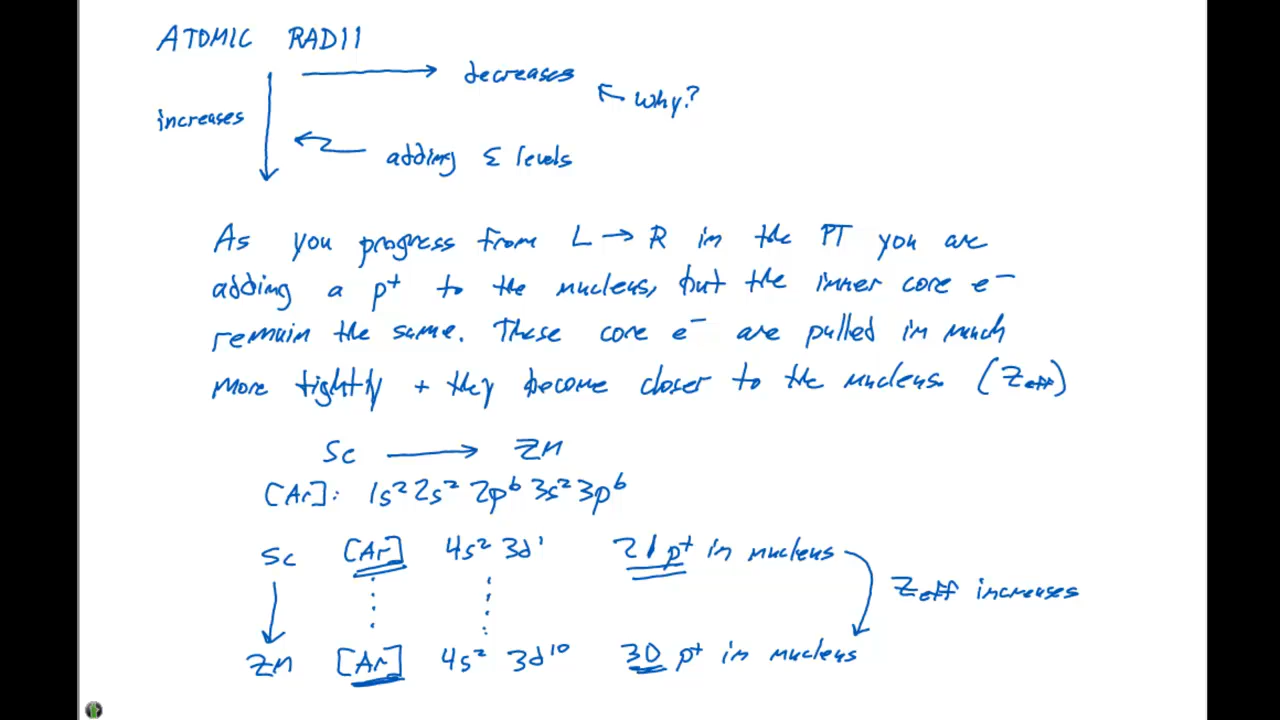 ATOMIC RADII
decreases
why?
increases
adding Σ levels
As you progress from L → R in the PT you are
adding a p⁺ to the nucleus, but the inner core e⁻
remain the same. These core e⁻ are pulled in much
more tightly + they become closer to the nucleus. (Zeff)
Sc → Zn
[Ar]: 1s² 2s² 2p⁶ 3s² 3p⁶
Sc [Ar] 4s² 3d¹ 21 p⁺ in nucleus
Zeff increases
Zn [Ar] 4s² 3d¹⁰ 30 p⁺ in nucleus